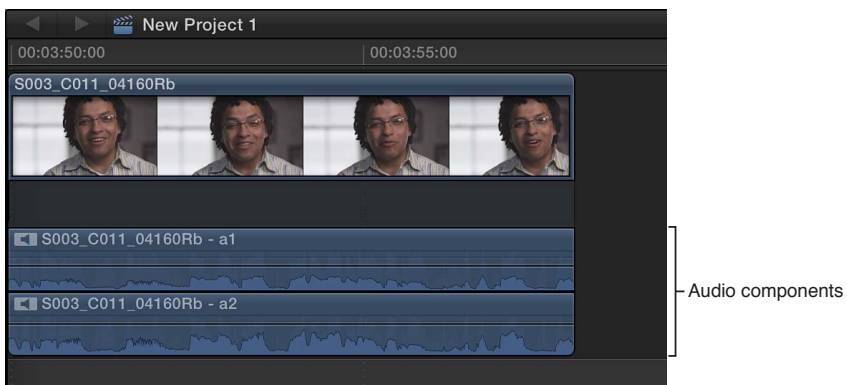 New Project 1
00:03:50:00
00:03:55:00
S003_C011_04160Rb
S003_C011_04160Rb - a1
S003_C011_04160Rb - a2
Audio components